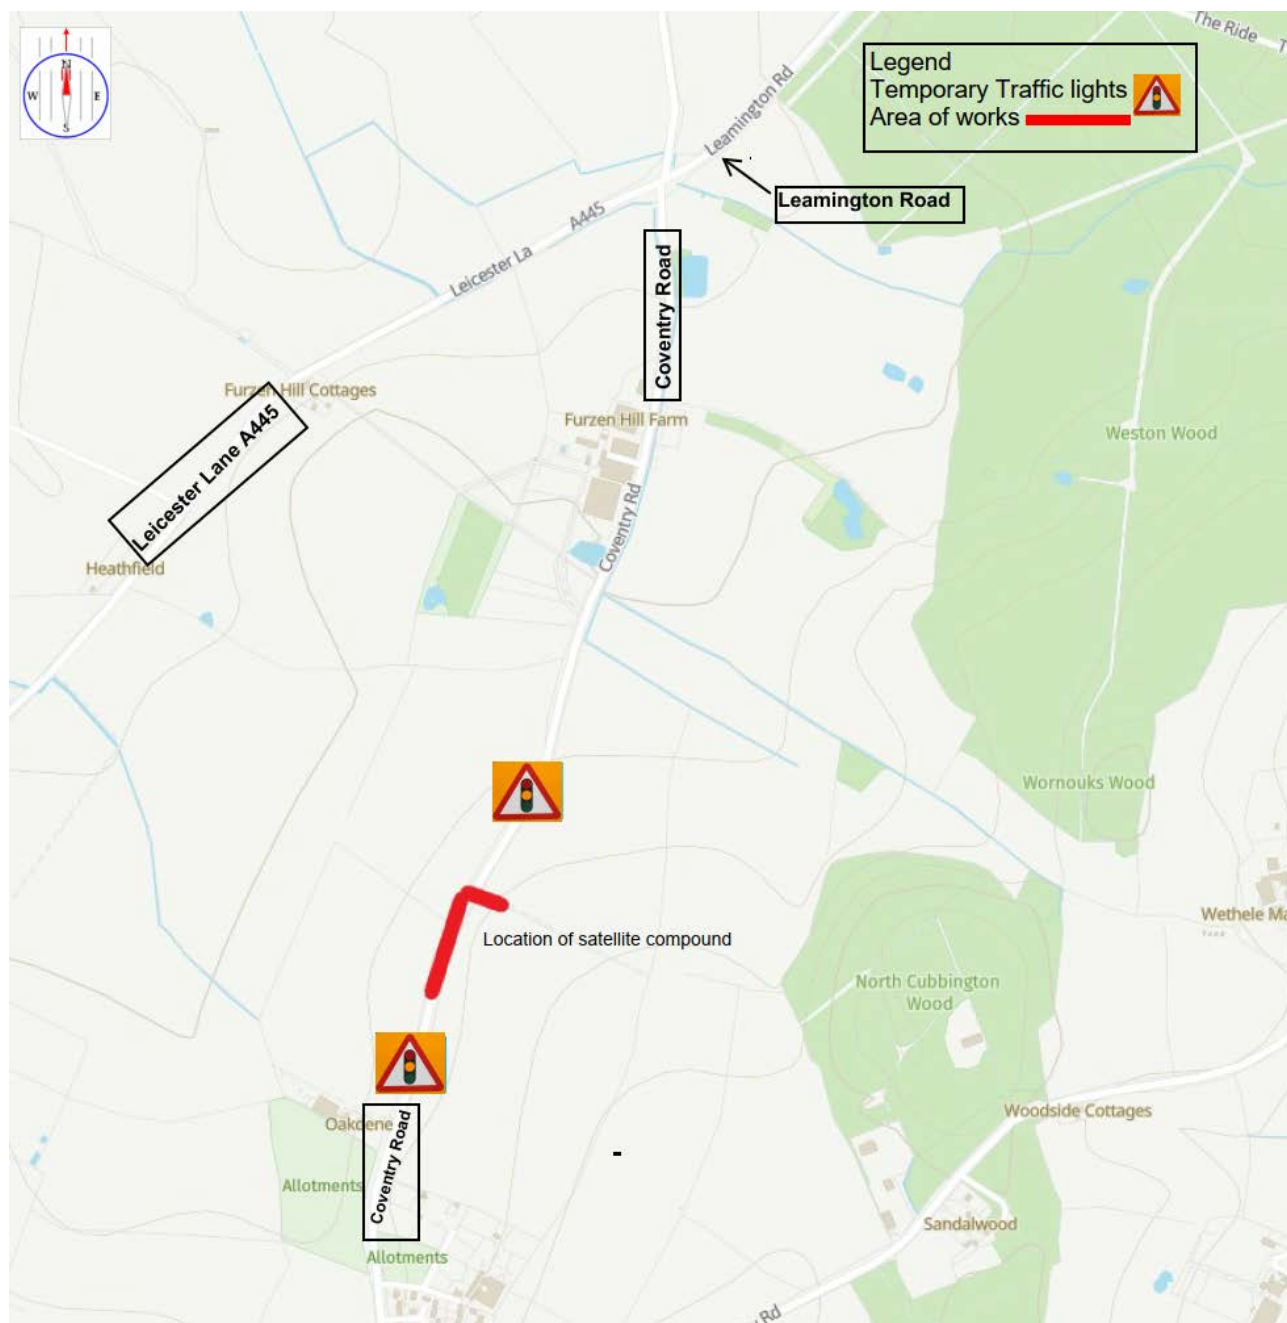 The Ride
N
W E
S
Legend
Temporary Traffic lights
Area of works
Leamington Rd
Leamington Road
A445
Leicester La
Coventry Road
Furzen Hill Cottages
Leicester Lane A445
Furzen Hill Farm
Weston Wood
Coventry Rd
Heathfield
Wornouks Wood
Wethele Ma
Location of satellite compound
North Cubbington
Wood
Woodside Cottages
Oakdene
Coventry Road
Allotments
Sandalwood
Allotments
y Rd